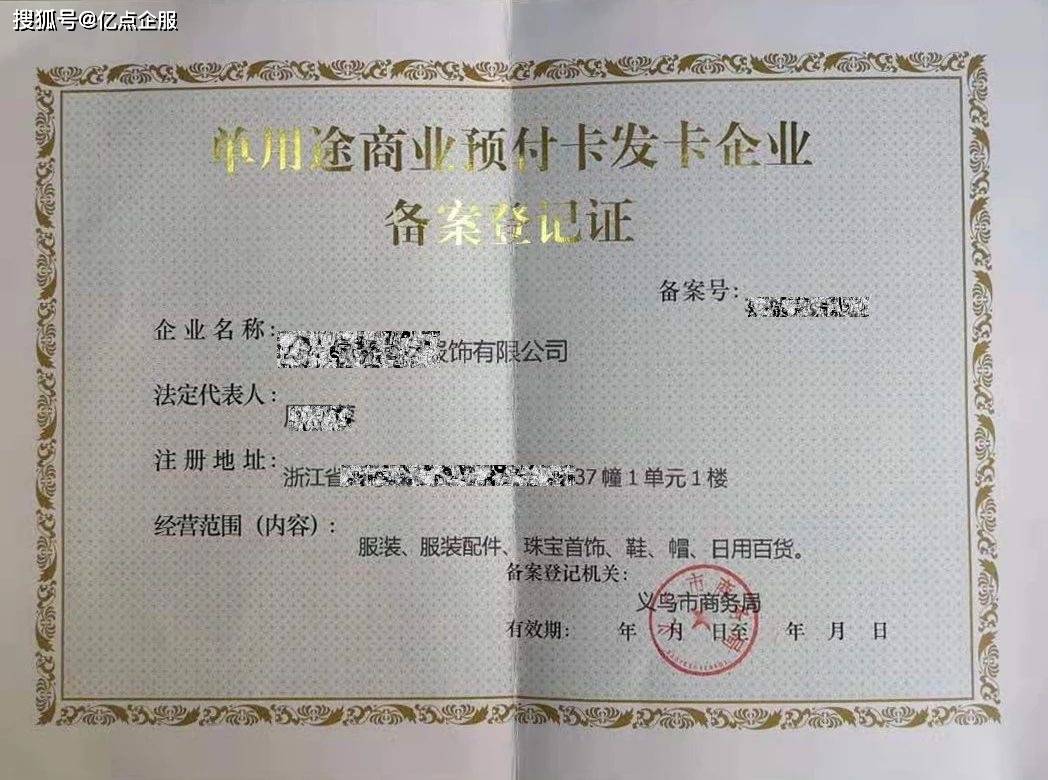 搜狐号@亿点企服
单用途商业预付卡发卡企业
备案登记证
备案号：
企业名称：
服饰有限公司
法定代表人：
注册地址：
浙江省
37幢1单元1楼
经营范围（内容）：
服装、服装配件、珠宝首饰、鞋、帽、日用百货。
备案登记机关：
义乌市商务局
有效期： 年 月 日至 年 月 日